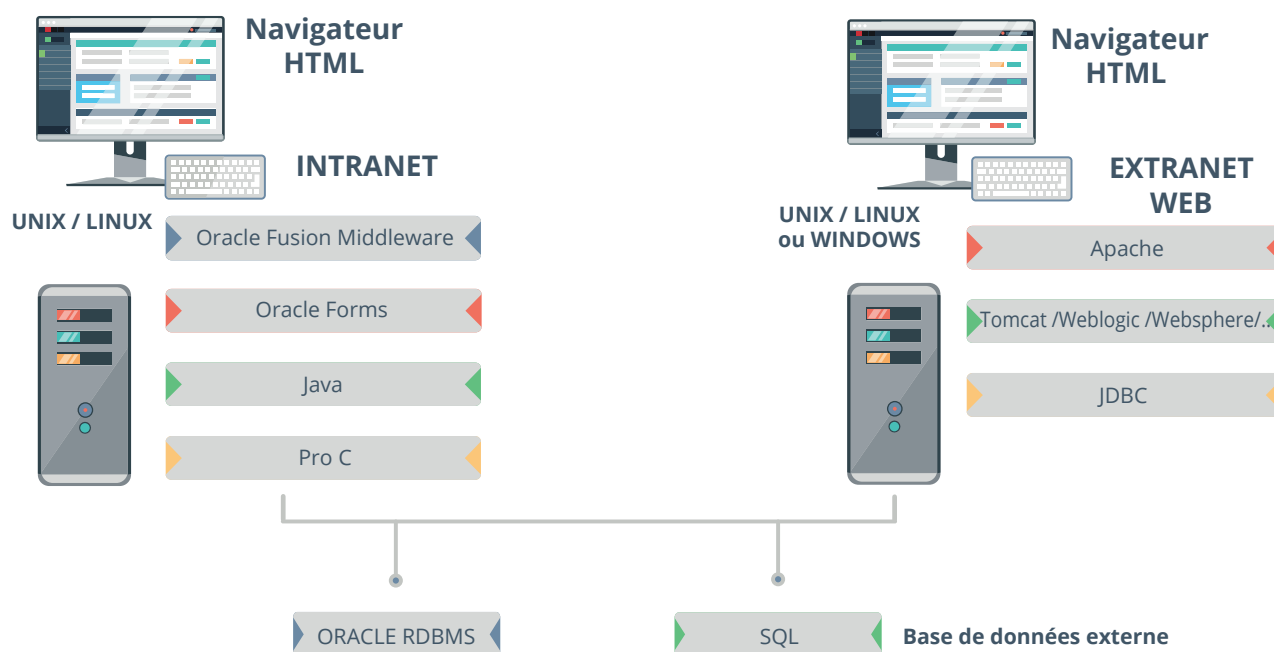 Navigateur
HTML
INTRANET
UNIX / LINUX
Oracle Fusion Middleware
Oracle Forms
Java
Pro C
Navigateur
HTML
EXTRANET
WEB
UNIX / LINUX
ou WINDOWS
Apache
Tomcat /Weblogic /Websphere/...
JDBC
ORACLE RDBMS
SQL
Base de données externe